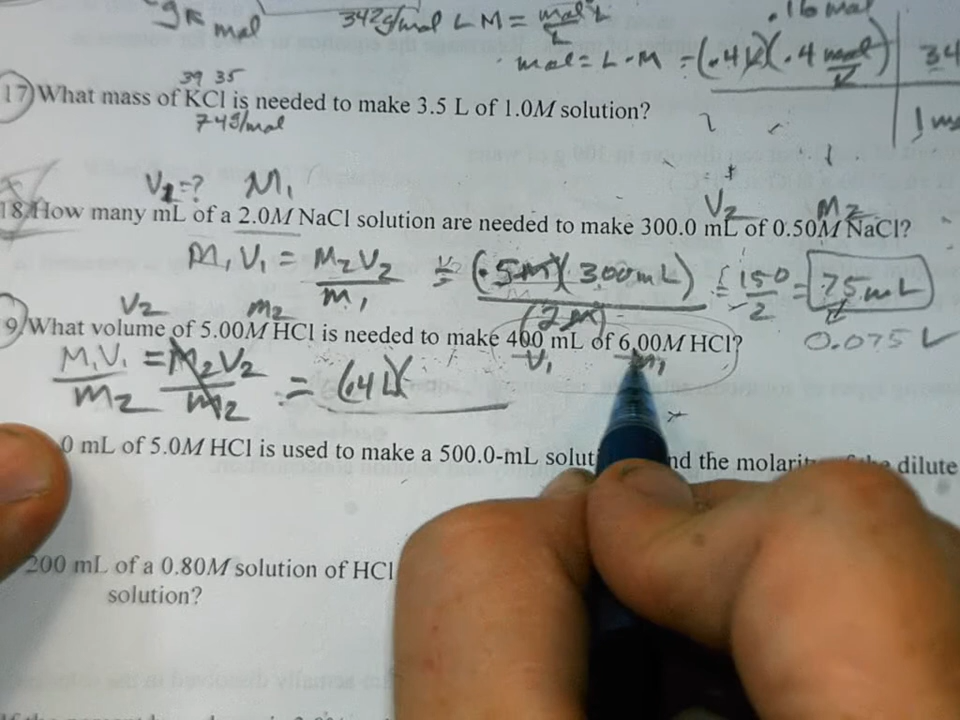 gK mol 342g/mol L M = mol L / L .16 mol
mol = L · M = (.4L)(.4 mol/L) 34
39 35
17) What mass of KCl is needed to make 3.5 L of 1.0M solution?
74g/mol 1 mo
V1=? M1 V2 M2
18. How many mL of a 2.0M NaCl solution are needed to make 300.0 mL of 0.50M NaCl?
M1V1 = M2V2 / M1 = (.5M)(300mL) / (2M) = 150 / 2 = 75mL
V2 M2
9) What volume of 5.00M HCl is needed to make 400 mL of 6.00M HCl? 0.075 L
M1V1 / M2 = M2V2 / M2 = (.4L)( V1 M1
0 mL of 5.0M HCl is used to make a 500.0-mL solut nd the molarit the dilute
200 mL of a 0.80M solution of HCl
solution?